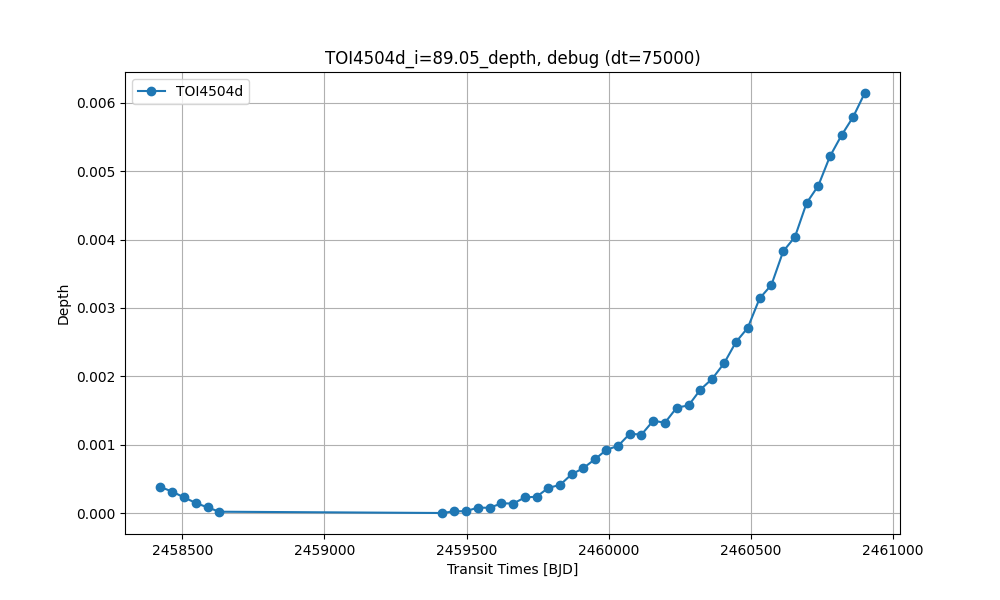 TOI4504d_i=89.05_depth, debug (dt=75000)
TOI4504d
0.006
0.005
0.004
0.003
0.002
0.001
0.000
Depth
2458500 2459000 2459500 2460000 2460500 2461000
Transit Times [BJD]